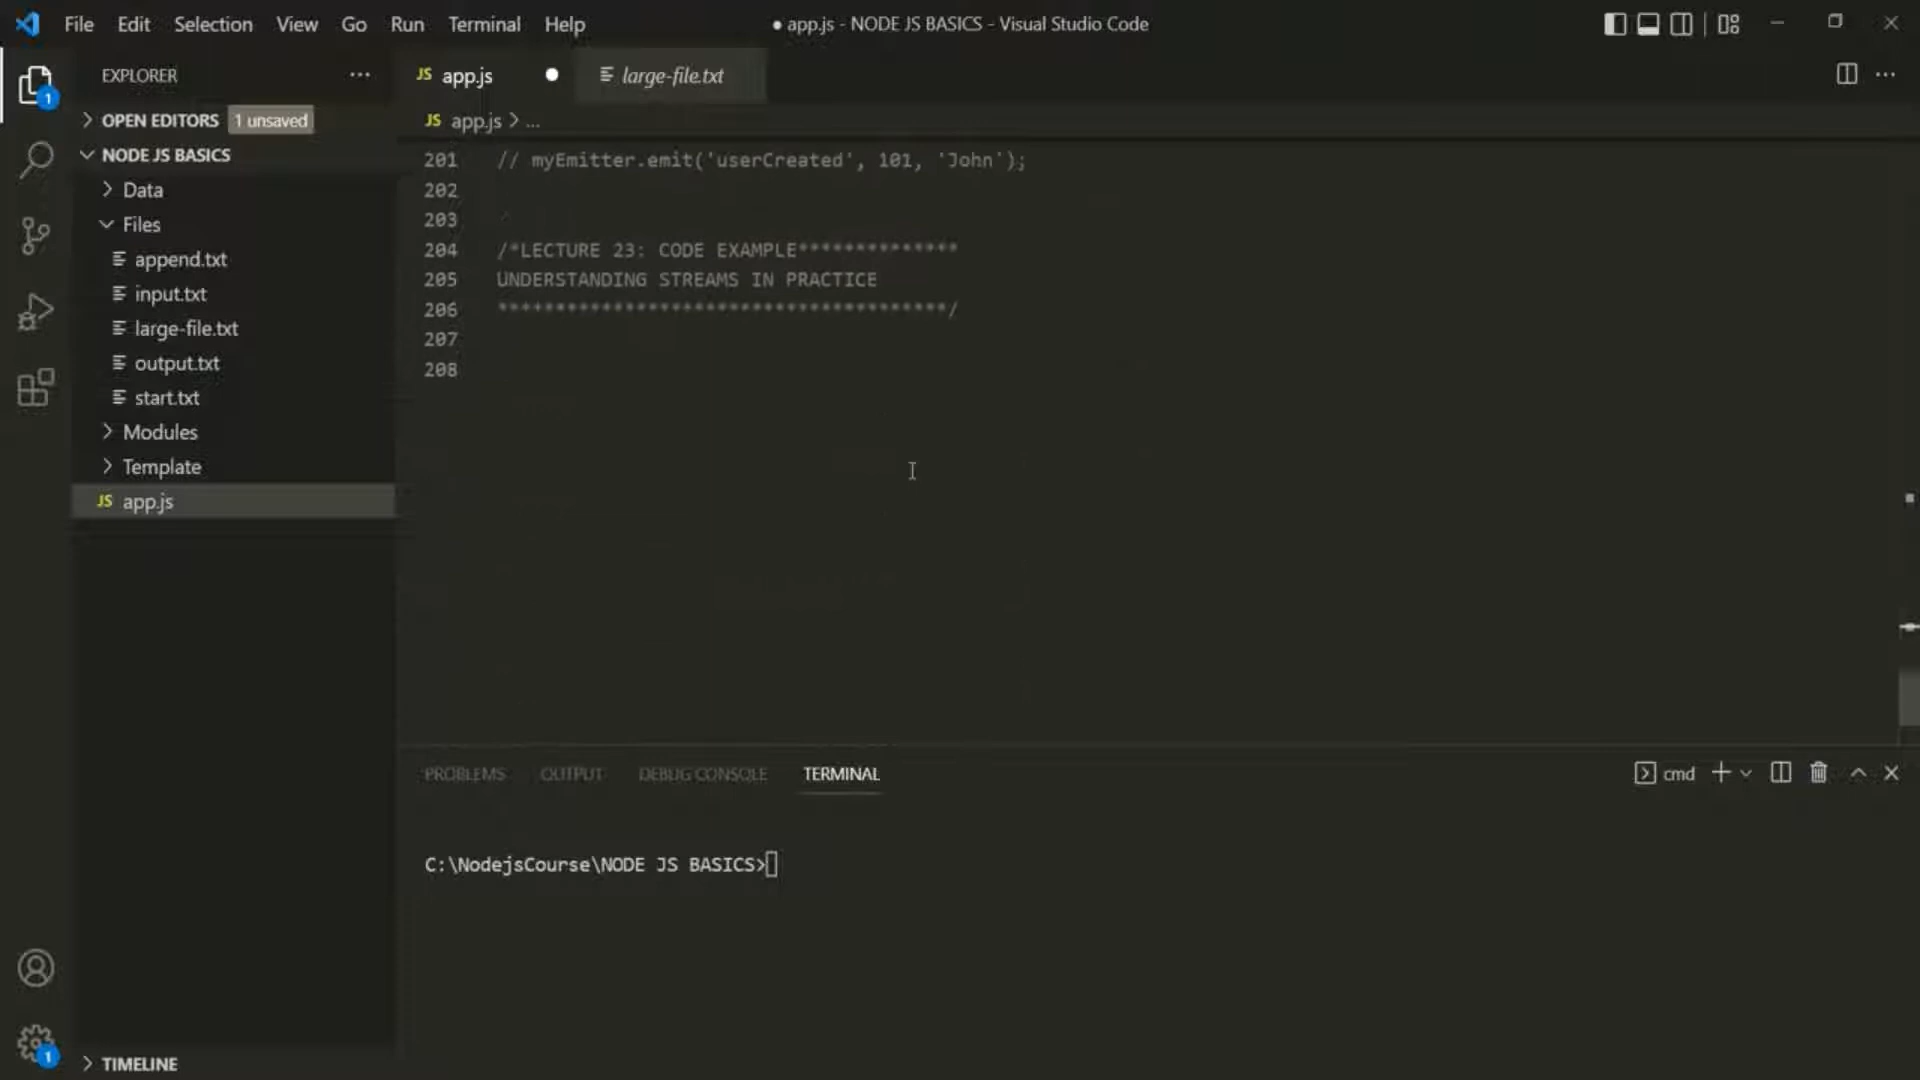 File Edit Selection View Go Run Terminal Help
● app.js - NODE JS BASICS - Visual Studio Code
EXPLORER
1
OPEN EDITORS 1 unsaved
NODE JS BASICS
Data
Files
append.txt
input.txt
large-file.txt
output.txt
start.txt
Modules
Template
JS app.js
TIMELINE
1
JS app.js ●
large-file.txt
JS app.js > ...
201 // myEmitter.emit('userCreated', 101, 'John');
202
203
204 /*LECTURE 23: CODE EXAMPLE**************
205 UNDERSTANDING STREAMS IN PRACTICE
206 ***************************************/
207
208
PROBLEMS OUTPUT DEBUG CONSOLE TERMINAL
cmd
C:\NodejsCourse\NODE JS BASICS>